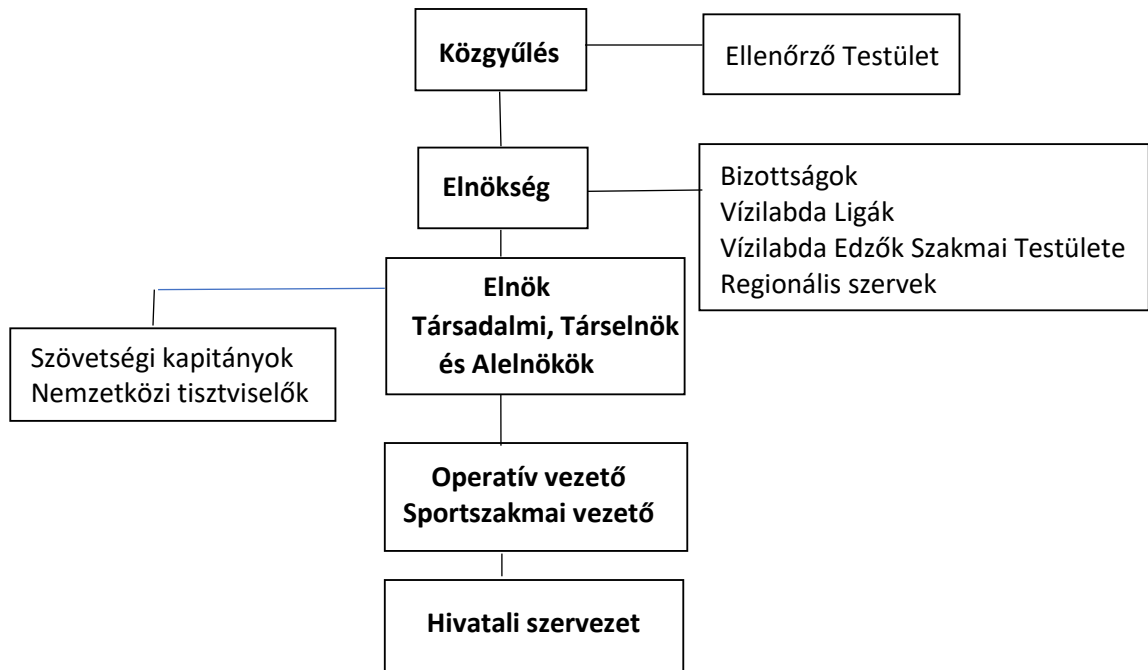 Közgyűlés
Ellenőrző Testület
Elnökség
Bizottságok
Vízilabda Ligák
Vízilabda Edzők Szakmai Testülete
Regionális szervek
Elnök
Társadalmi, Társelnök
és Alelnökök
Szövetségi kapitányok
Nemzetközi tisztviselők
Operatív vezető
Sportszakmai vezető
Hivatali szervezet